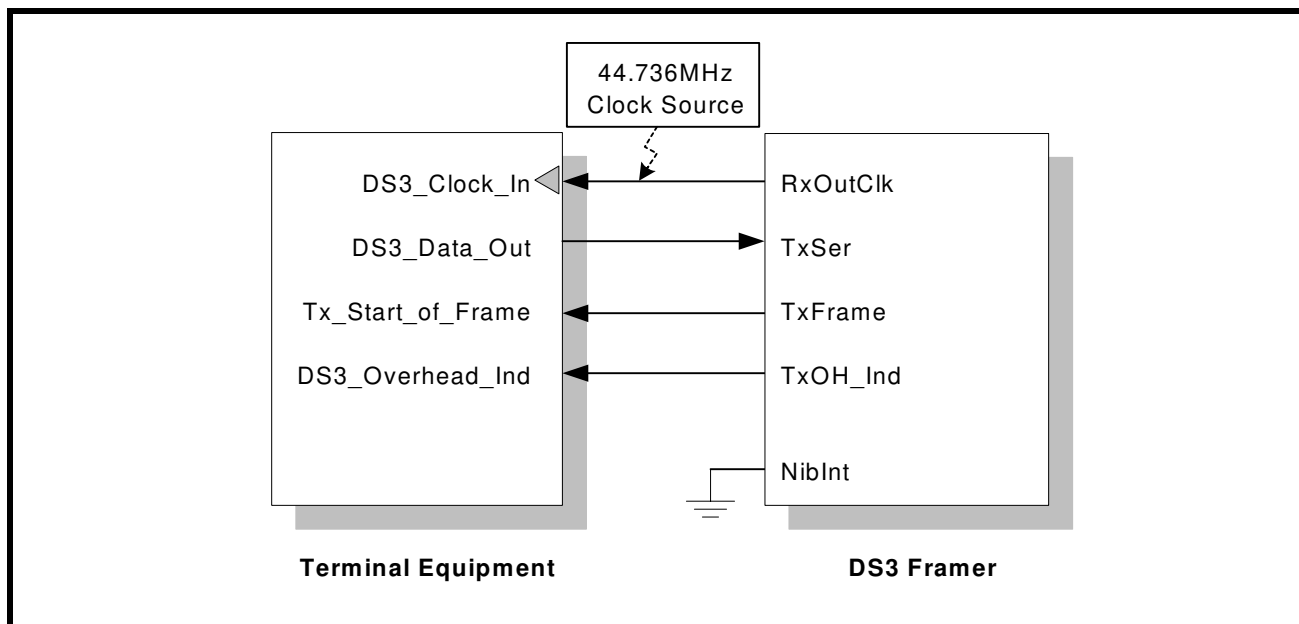 44.736MHz
Clock Source
DS3_Clock_In
RxOutClk
DS3_Data_Out
TxSer
Tx_Start_of_Frame
TxFrame
DS3_Overhead_Ind
TxOH_Ind
NibInt
Terminal Equipment
DS3 Framer